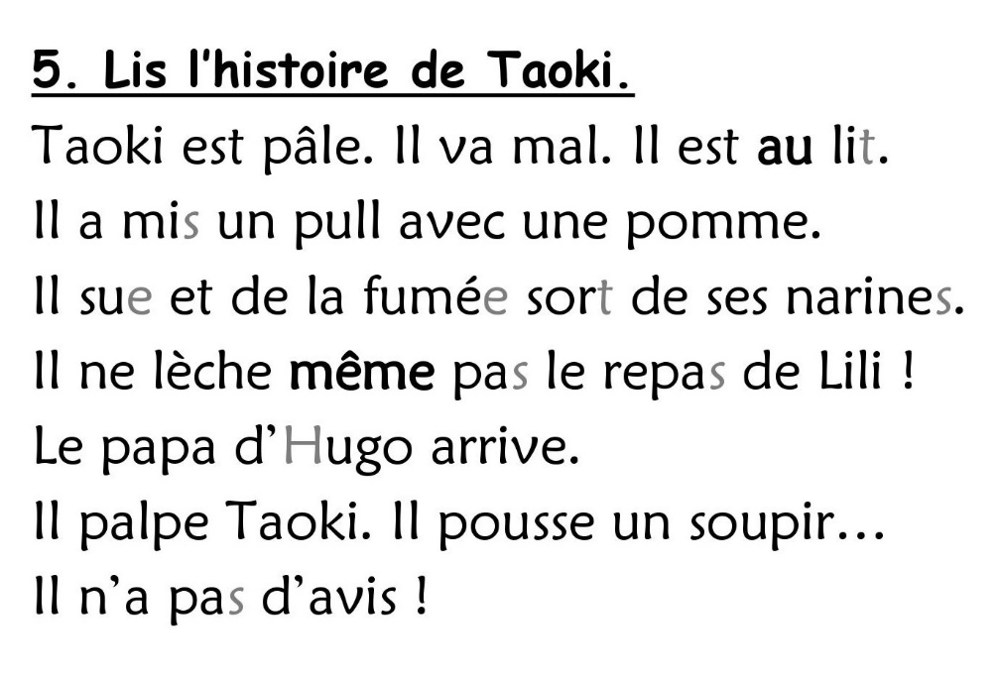 5. Lis l'histoire de Taoki.
Taoki est pâle. Il va mal. Il est au lit.
Il a mis un pull avec une pomme.
Il sue et de la fumée sort de ses narines.
Il ne lèche même pas le repas de Lili !
Le papa d’Hugo arrive.
Il palpe Taoki. Il pousse un soupir…
Il n’a pas d’avis !